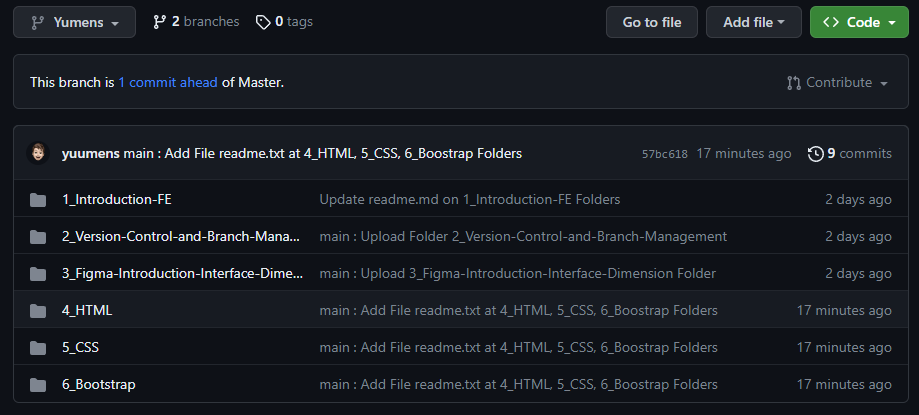 Yumens 2 branches 0 tags Go to file Add file Code
This branch is 1 commit ahead of Master. Contribute
yuumens main : Add File readme.txt at 4_HTML, 5_CSS, 6_Boostrap Folders 57bc618 17 minutes ago 9 commits
1_Introduction-FE Update readme.md on 1_Introduction-FE Folders 2 days ago
2_Version-Control-and-Branch-Mana... main : Upload Folder 2_Version-Control-and-Branch-Management 2 days ago
3_Figma-Introduction-Interface-Dime... main : Upload 3_Figma-Introduction-Interface-Dimension Folder 2 days ago
4_HTML main : Add File readme.txt at 4_HTML, 5_CSS, 6_Boostrap Folders 17 minutes ago
5_CSS main : Add File readme.txt at 4_HTML, 5_CSS, 6_Boostrap Folders 17 minutes ago
6_Bootstrap main : Add File readme.txt at 4_HTML, 5_CSS, 6_Boostrap Folders 17 minutes ago